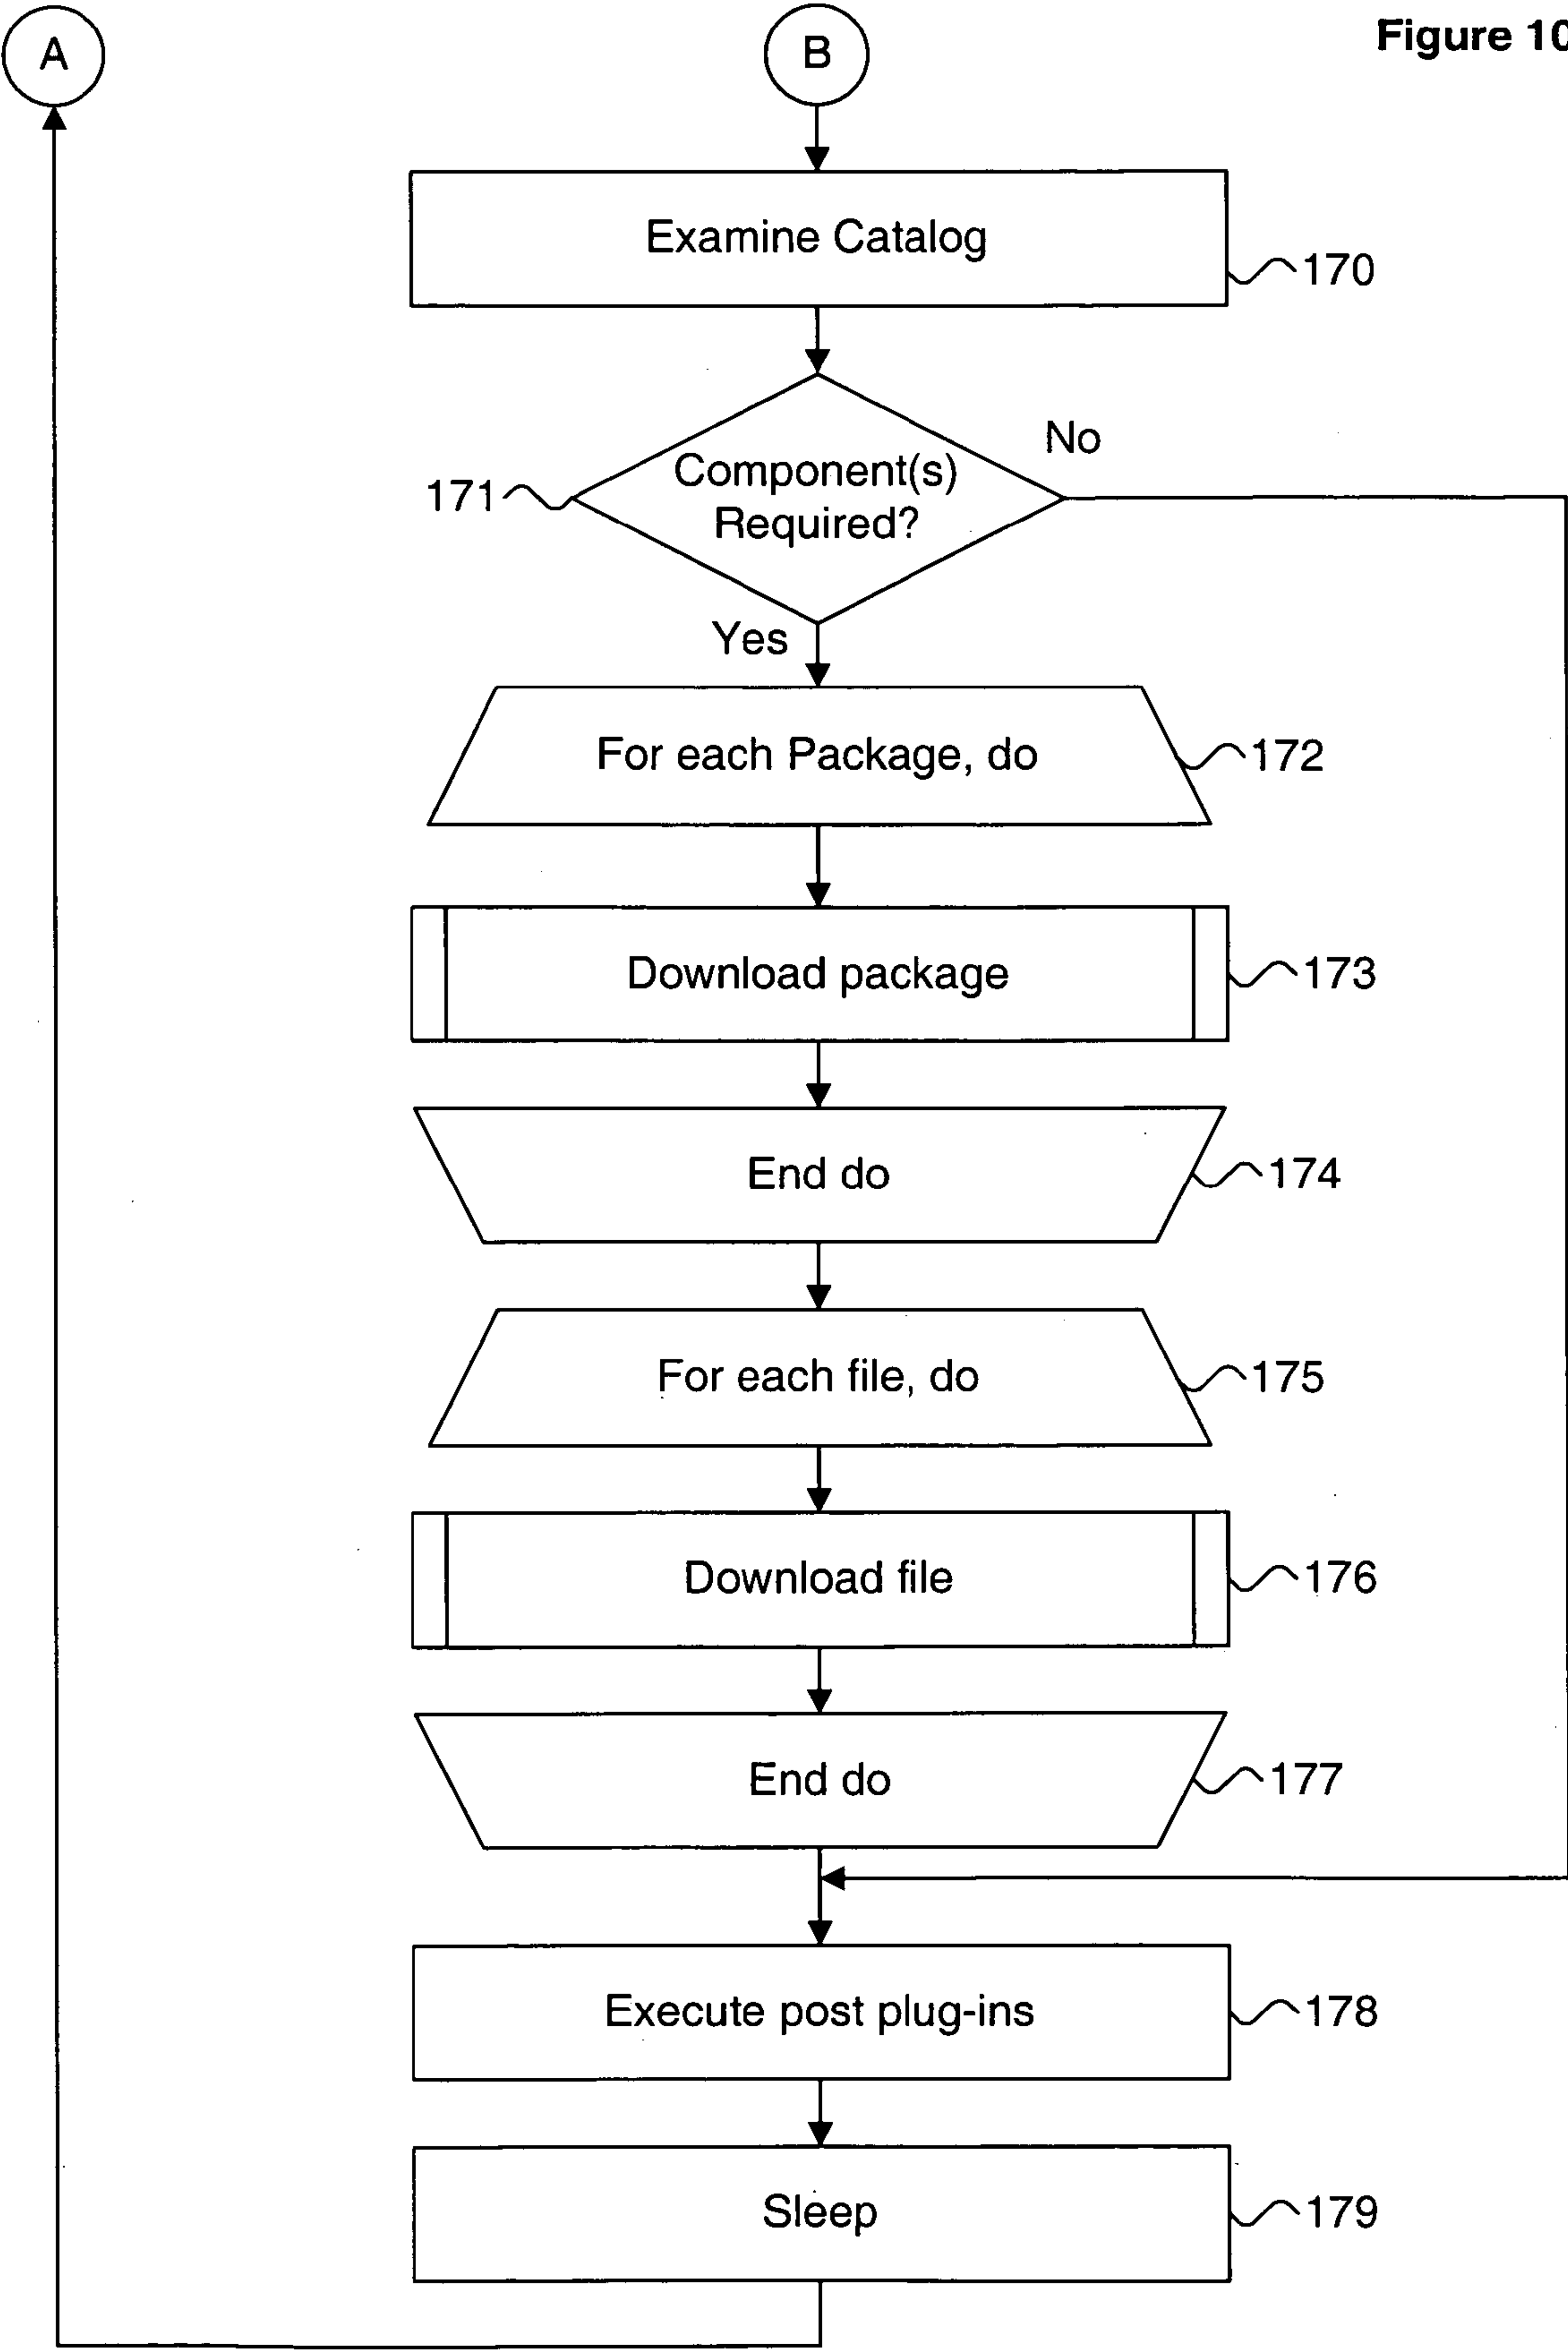 A
B
Figure 10
Examine Catalog
170
No
Component(s)
Required?
171
Yes
For each Package, do
172
Download package
173
End do
174
For each file, do
175
Download file
176
End do
177
Execute post plug-ins
178
Sleep
179